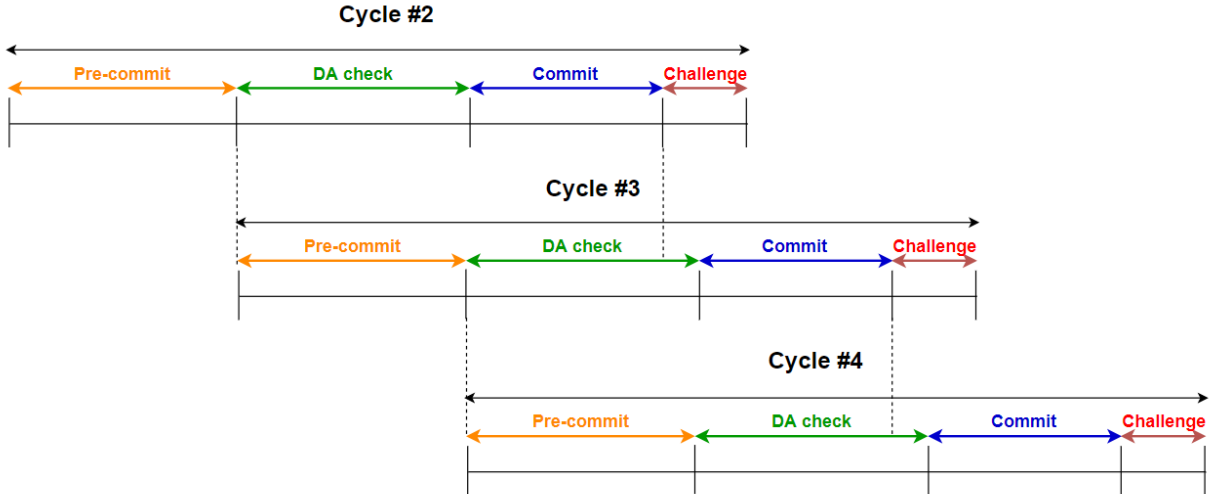 Cycle #2
Pre-commit DA check Commit Challenge
Cycle #3
Pre-commit DA check Commit Challenge
Cycle #4
Pre-commit DA check Commit Challenge